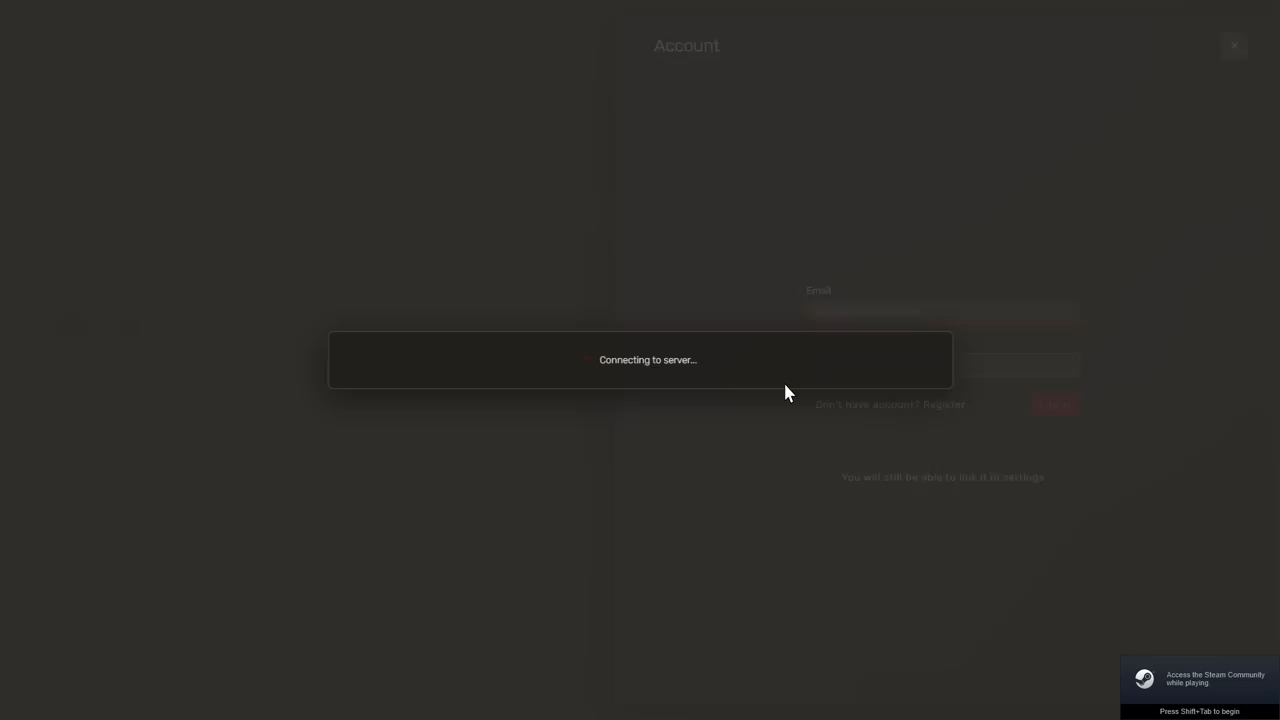 Account
×
Email
Connecting to server...
Don't have account? Register
You will still be able to link it in settings
Access the Steam Community
while playing.
Press Shift+Tab to begin